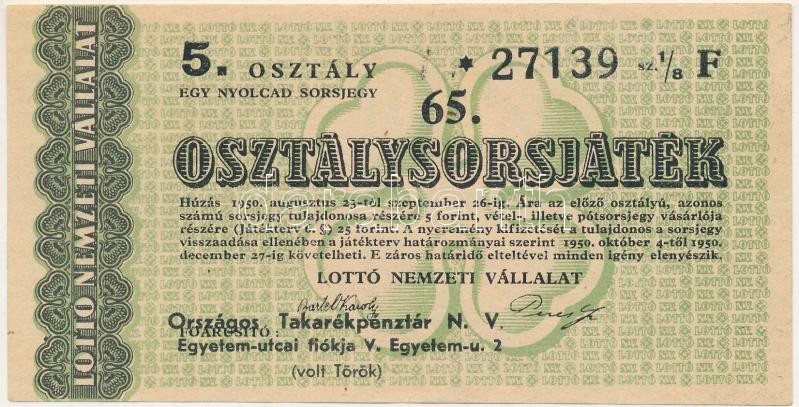 LOTTÓ NEMZETI VÁLLALAT
5. OSZTÁLY
EGY NYOLCAD SORSJEGY
* 27139 SZ. 1/8 F
65.
OSZTÁLYSORSJÁTÉK
Húzás 1950. augusztus 23-tól szeptember 26-ig. Ára az előző osztályú, azonos
számú sorsjegy tulajdonosa részére 5 forint, vétel-, illetve pótsorsjegy vásárlója
részére (Játékterv 6. §) 25 forint. A nyeremény kifizetését a tulajdonos a sorsjegy
visszaadása ellenében a játékterv határozmányai szerint 1950. október 4-től 1950.
december 27-ig követelheti. E záros határidő elteltével minden igény elenyészik.
LOTTÓ NEMZETI VÁLLALAT
Bartel Károly
FŐÁRUSÍTÓ:
Országos Takarékpénztár N. V.
Egyetem-utcai fiókja V. Egyetem-u. 2
(volt Török)